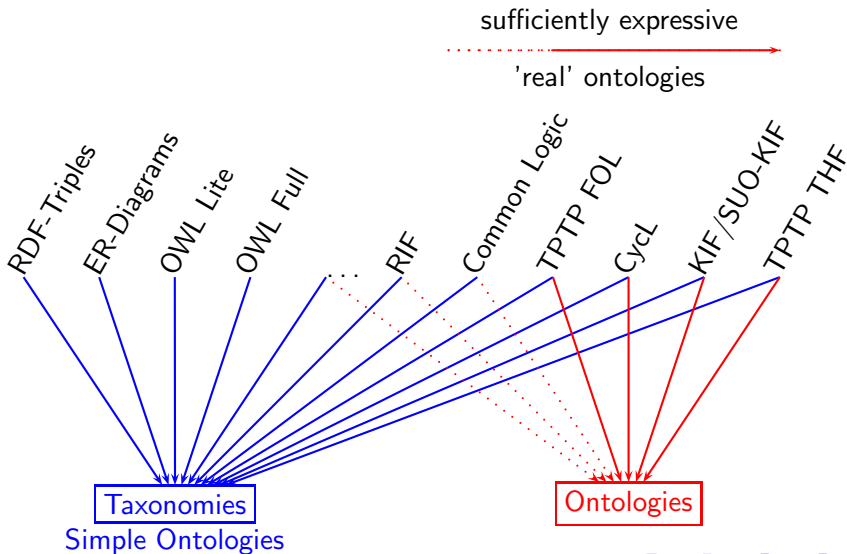 sufficiently expressive
'real' ontologies
RDF-Triples
ER-Diagrams
OWL Lite
OWL Full
. . .
RIF
Common Logic
TPTP FOL
CycL
KIF/SUO-KIF
TPTP THF
Taxonomies
Simple Ontologies
Ontologies